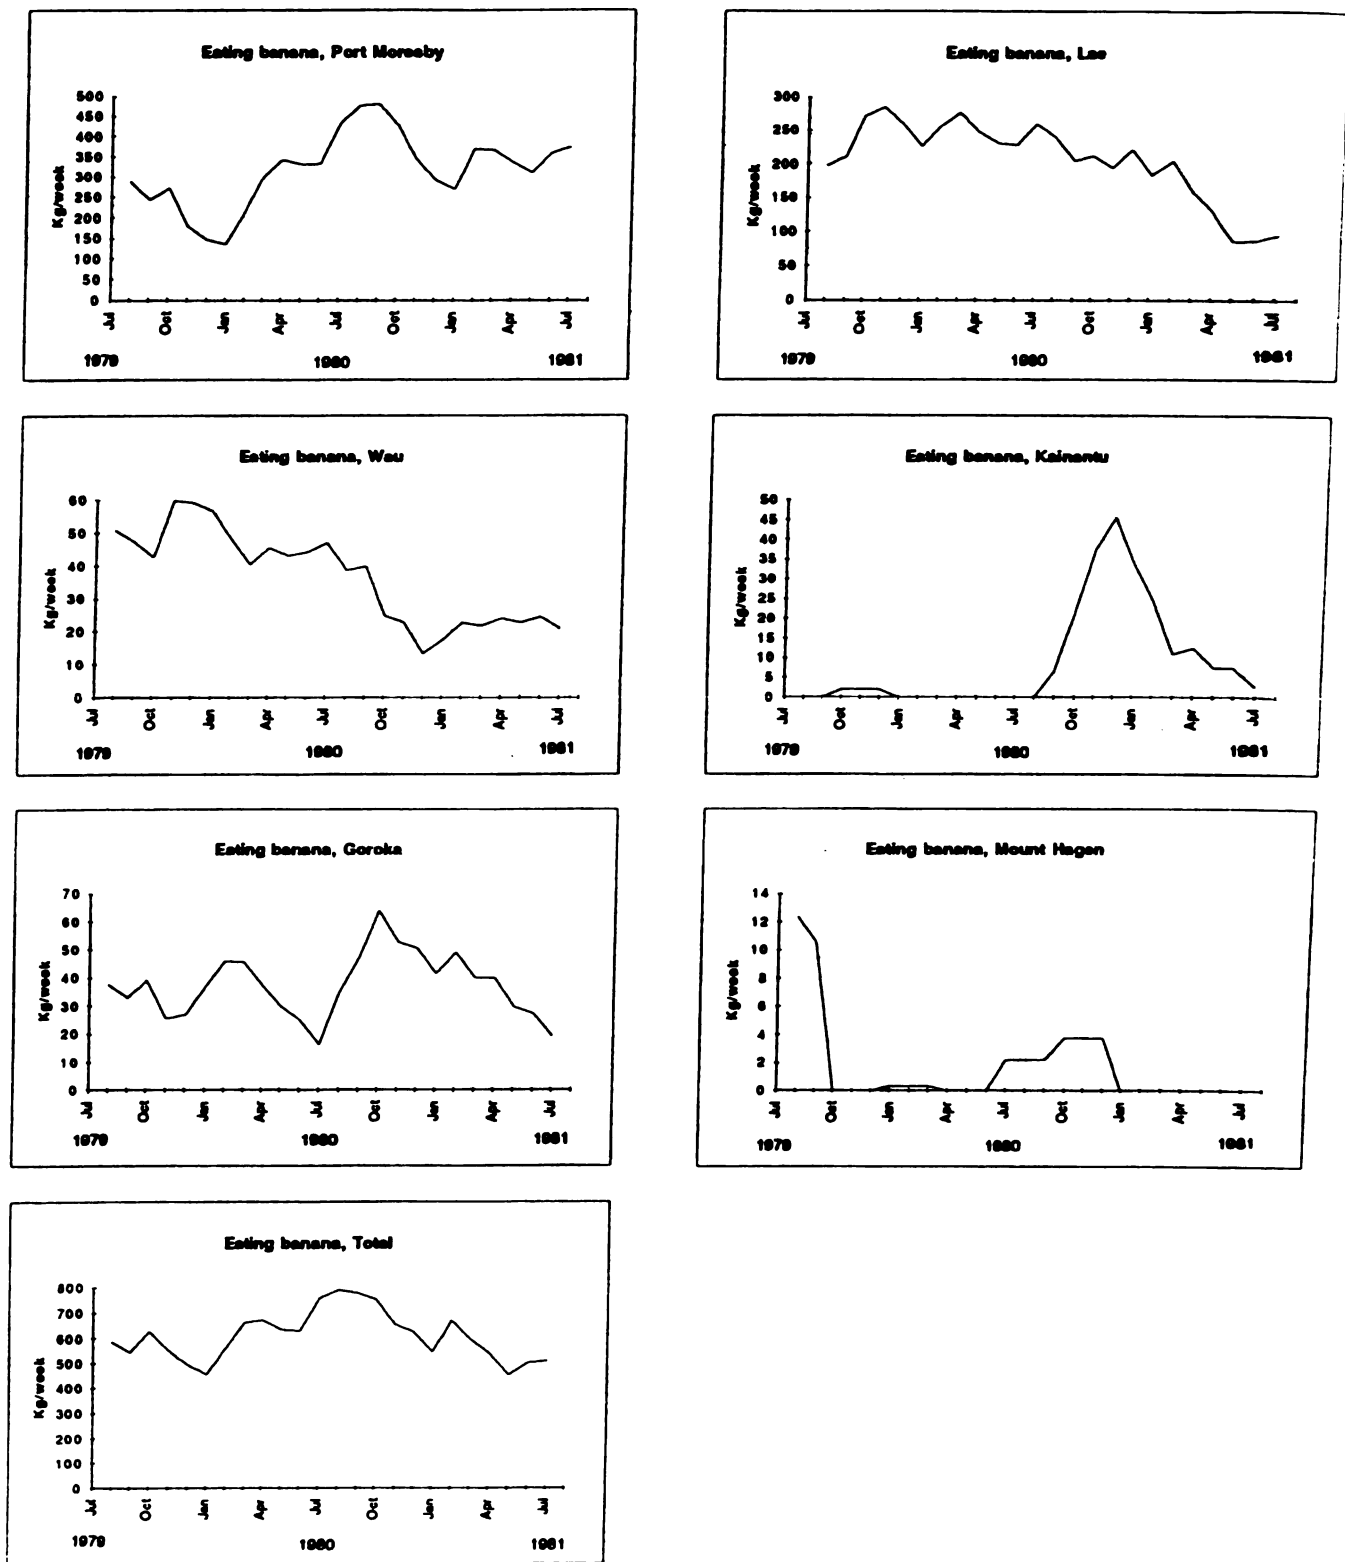 Eating banana, Port Moresby
Kg/week
500
450
400
350
300
250
200
150
100
50
0
Jul
Oct
Jan
Apr
Jul
Oct
Jan
Apr
Jul
1979
1980
1981
Eating banana, Lae
Kg/week
300
250
200
150
100
50
0
Jul
Oct
Jan
Apr
Jul
Oct
Jan
Apr
Jul
1979
1980
1981
Eating banana, Wau
Kg/week
60
50
40
30
20
10
0
Jul
Oct
Jan
Apr
Jul
Oct
Jan
Apr
Jul
1979
1980
1981
Eating banana, Kainantu
Kg/week
50
45
40
35
30
25
20
15
10
5
0
Jul
Oct
Jan
Apr
Jul
Oct
Jan
Apr
Jul
1979
1980
1981
Eating banana, Goroka
Kg/week
70
60
50
40
30
20
10
0
Jul
Oct
Jan
Apr
Jul
Oct
Jan
Apr
Jul
1979
1980
1981
Eating banana, Mount Hagen
Kg/week
14
12
10
8
6
4
2
0
Jul
Oct
Jan
Apr
Jul
Oct
Jan
Apr
Jul
1979
1980
1981
Eating banana, Total
Kg/week
800
700
600
500
400
300
200
100
0
Jul
Oct
Jan
Apr
Jul
Oct
Jan
Apr
Jul
1979
1980
1981